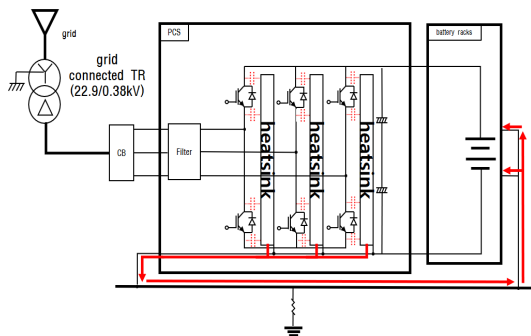 grid
grid
connected TR
(22.9/0.38kV)
PCS
CB
Filter
heatsink
heatsink
heatsink
battery racks